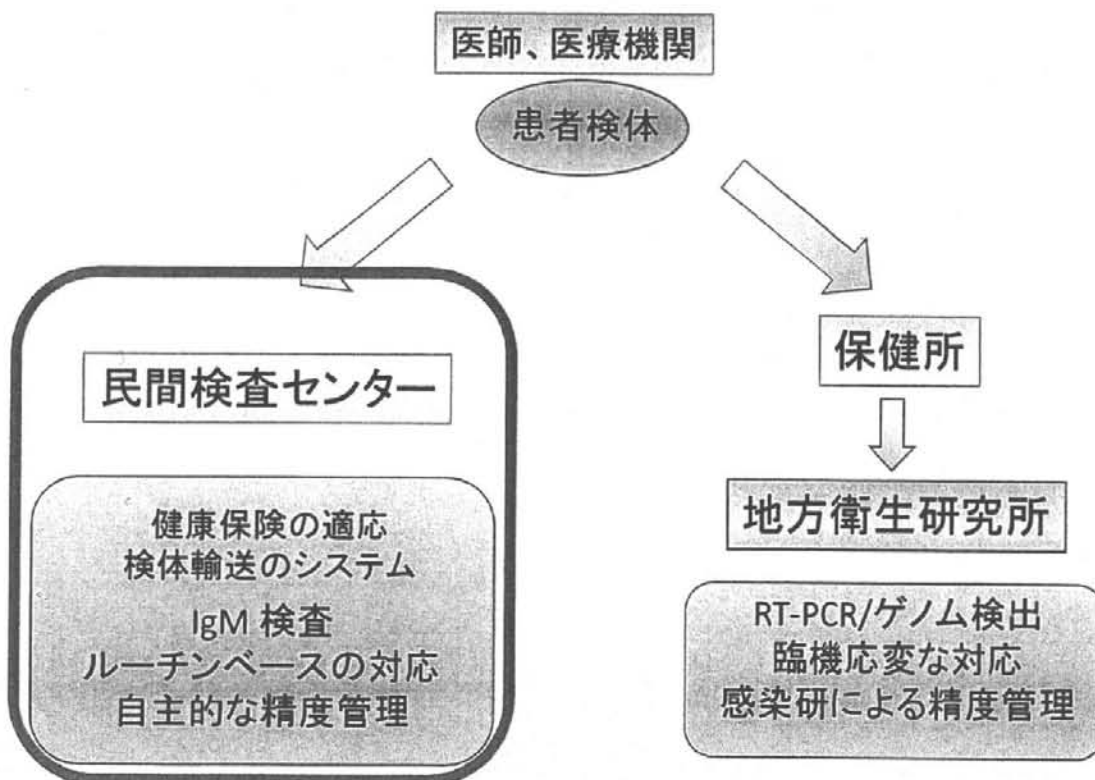 医師、医療機関
患者検体
民間検査センター
健康保険の適応
検体輸送のシステム
IgM 検査
ルーチンベースの対応
自主的な精度管理
保健所
地方衛生研究所
RT-PCR/ゲノム検出
臨機応変な対応
感染研による精度管理